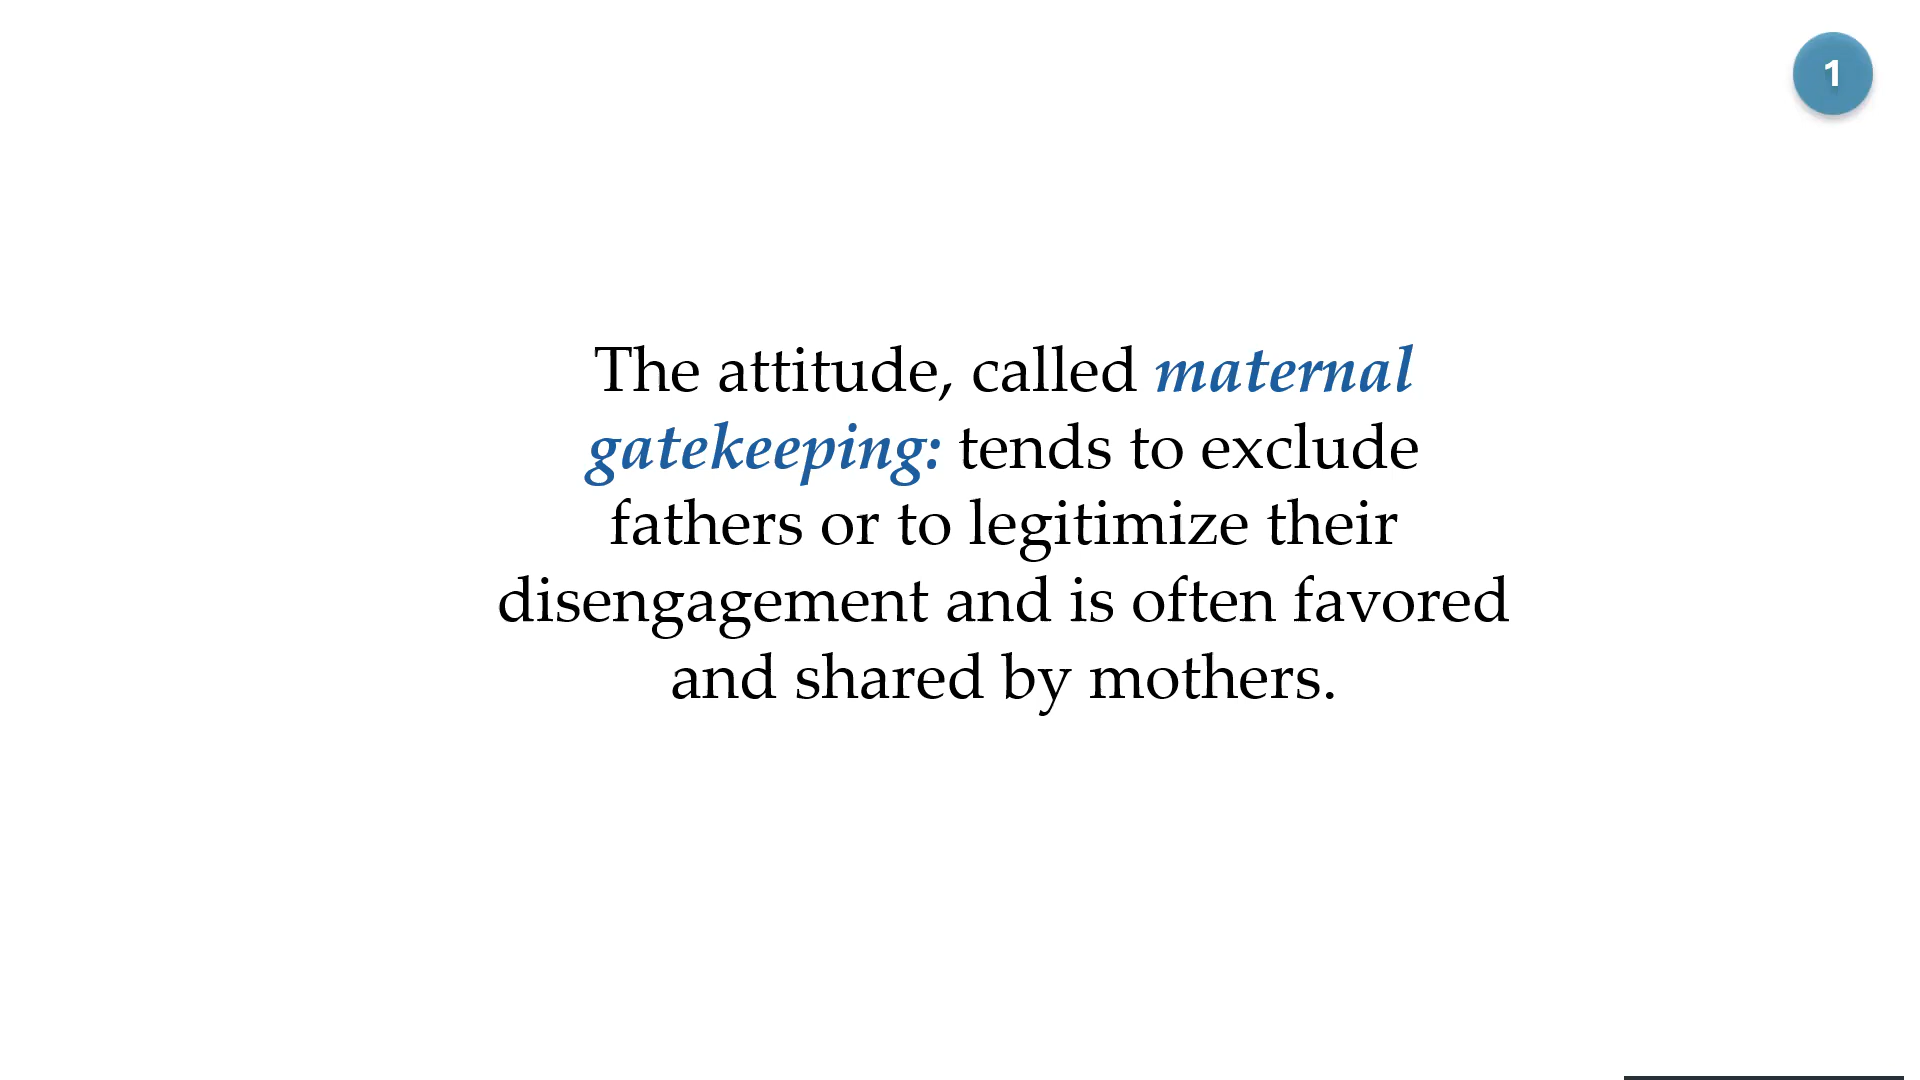 1
The attitude, called maternal
gatekeeping: tends to exclude
fathers or to legitimize their
disengagement and is often favored
and shared by mothers.